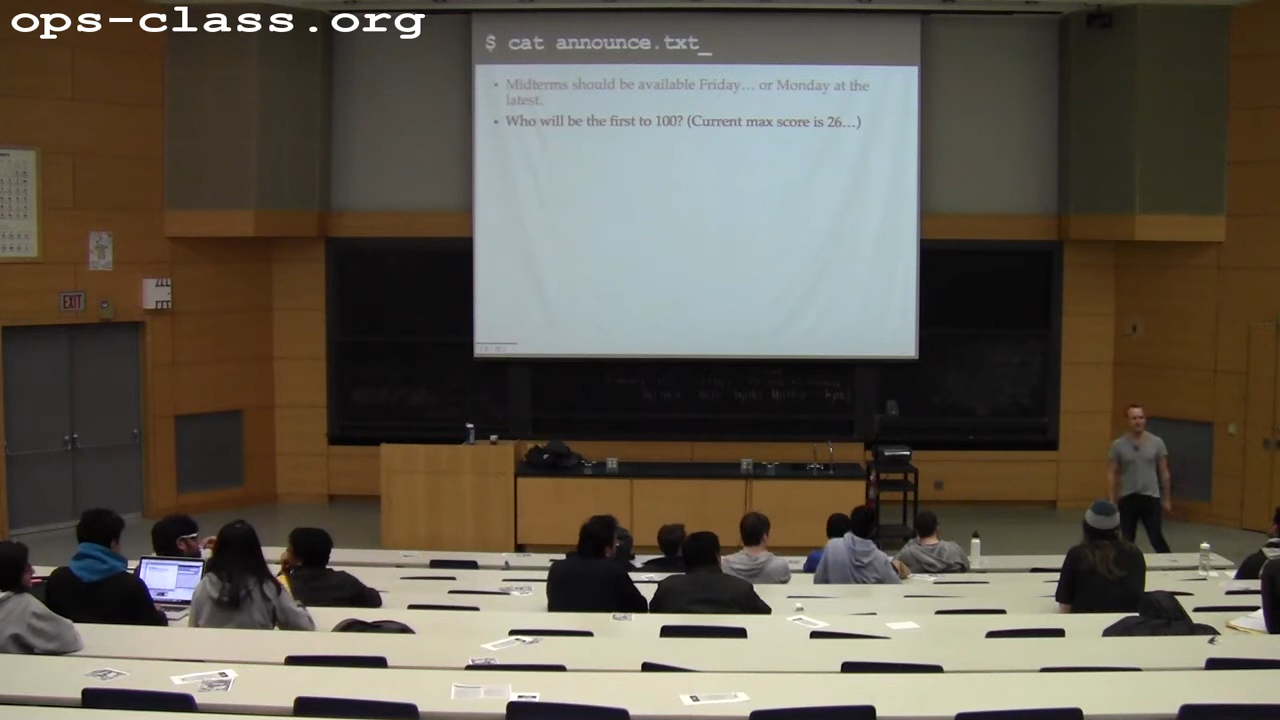 ops-class.org
$ cat announce.txt_
• Midterms should be available Friday... or Monday at the
latest.
• Who will be the first to 100? (Current max score is 26...)
EXIT